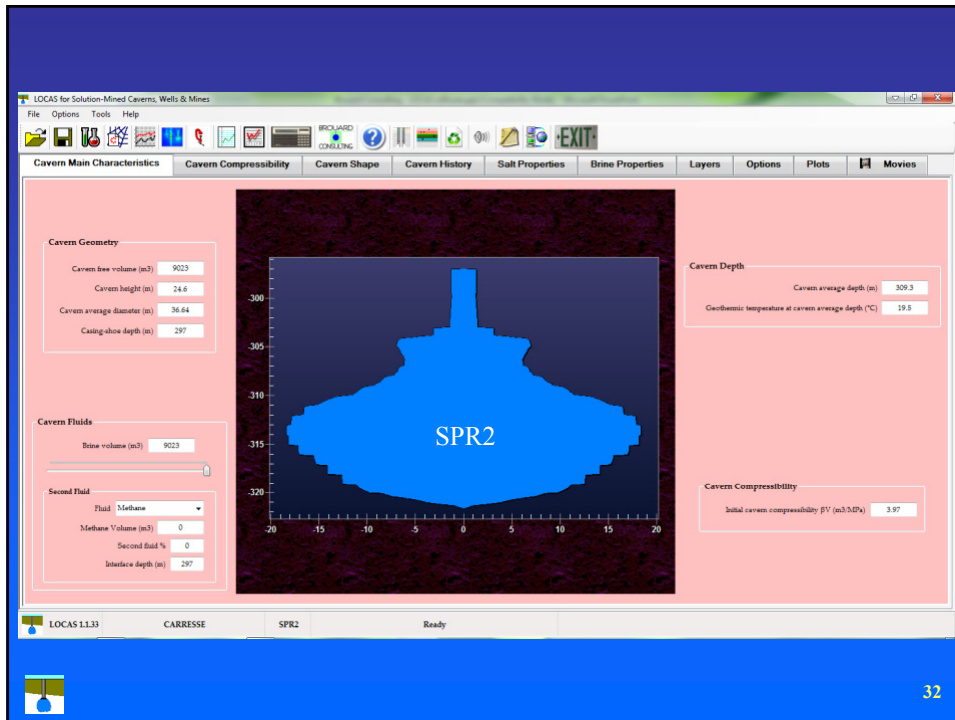 LOCAS for Solution-Mined Caverns, Wells & Mines
File Options Tools Help
BROUARD
CONSULTING
EXIT
Cavern Main Characteristics Cavern Compressibility Cavern Shape Cavern History Salt Properties Brine Properties Layers Options Plots Movies
Cavern Geometry
Cavern free volume (m3) 9023
Cavern height (m) 24.6
Cavern average diameter (m) 36.64
Casing-shoe depth (m) 297
Cavern Fluids
Brine volume (m3) 9023
Second Fluid
Fluid Methane
Methane Volume (m3) 0
Second fluid % 0
Interface depth (m) 297
-300
-305
-310
-315
-320
SPR2
-20 -15 -10 -5 0 5 10 15 20
Cavern Depth
Cavern average depth (m) 309.3
Geothermic temperature at cavern average depth (°C) 19.5
Cavern Compressibility
Initial cavern compressibility βV (m3/MPa) 3.97
LOCAS 1.1.33 CARRESSE SPR2 Ready
32